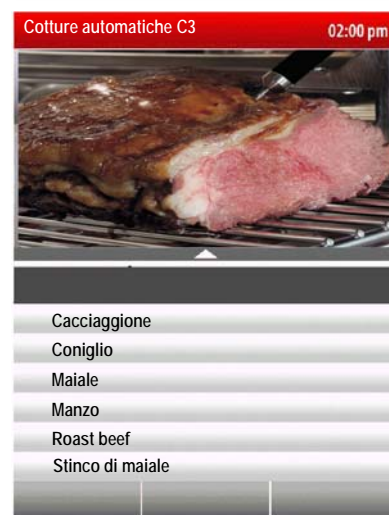 Cotture automatiche C3 02:00 pm
Cacciaggione
Coniglio
Maiale
Manzo
Roast beef
Stinco di maiale